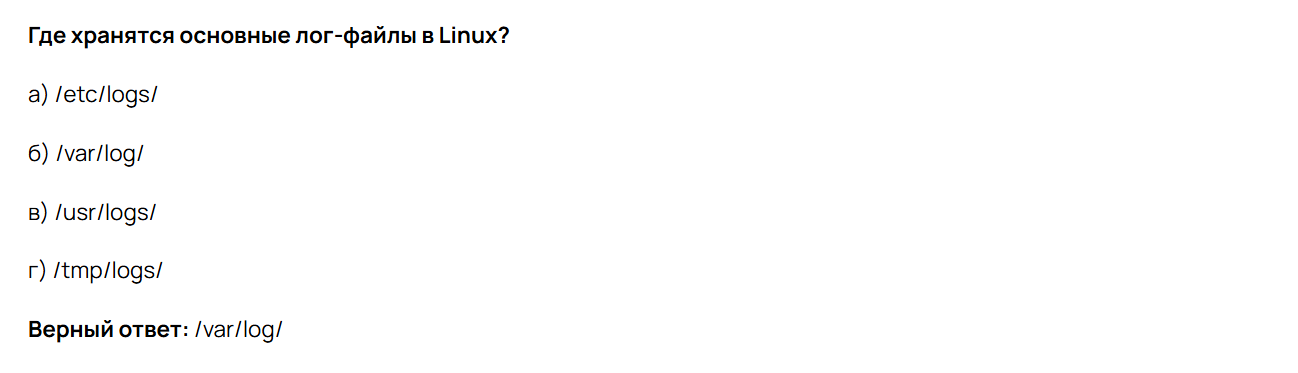 Где хранятся основные лог-файлы в Linux?
а) /etc/logs/
б) /var/log/
в) /usr/logs/
г) /tmp/logs/
Верный ответ: /var/log/